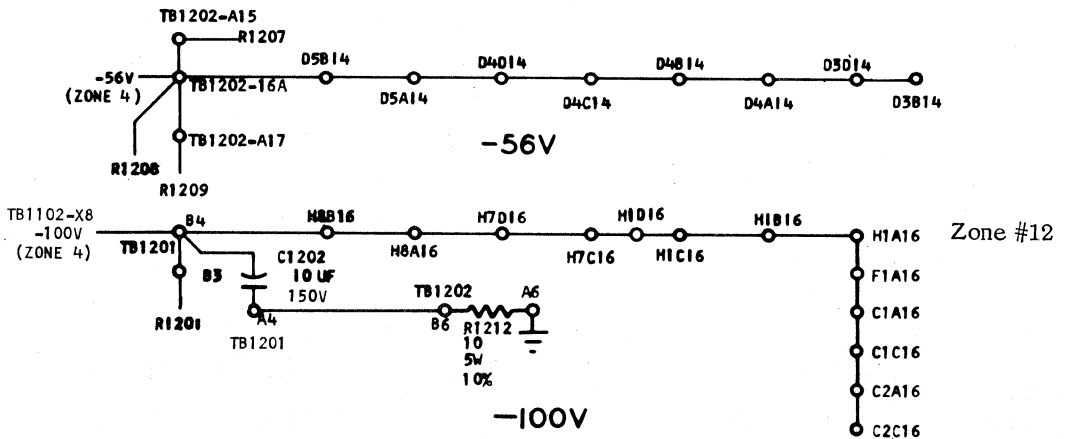 TB1202-A15
R1207
-56V
(ZONE 4)
TB1202-16A
D5B14
D5A14
D4D14
D4C14
D4B14
D4A14
D3D14
D3B14
TB1202-A17
R1208
R1209
-56V
TB1102-X8
-100V
(ZONE 4)
B4
TB1201
B3
R1201
C1202
10 UF
150V
A4
TB1201
H8B16
H8A16
H7D16
H7C16
H1D16
H1C16
H1B16
H1A16
Zone #12
F1A16
C1A16
C1C16
C2A16
C2C16
TB1202
B6
R1212
10
5W
10%
A6
-100V